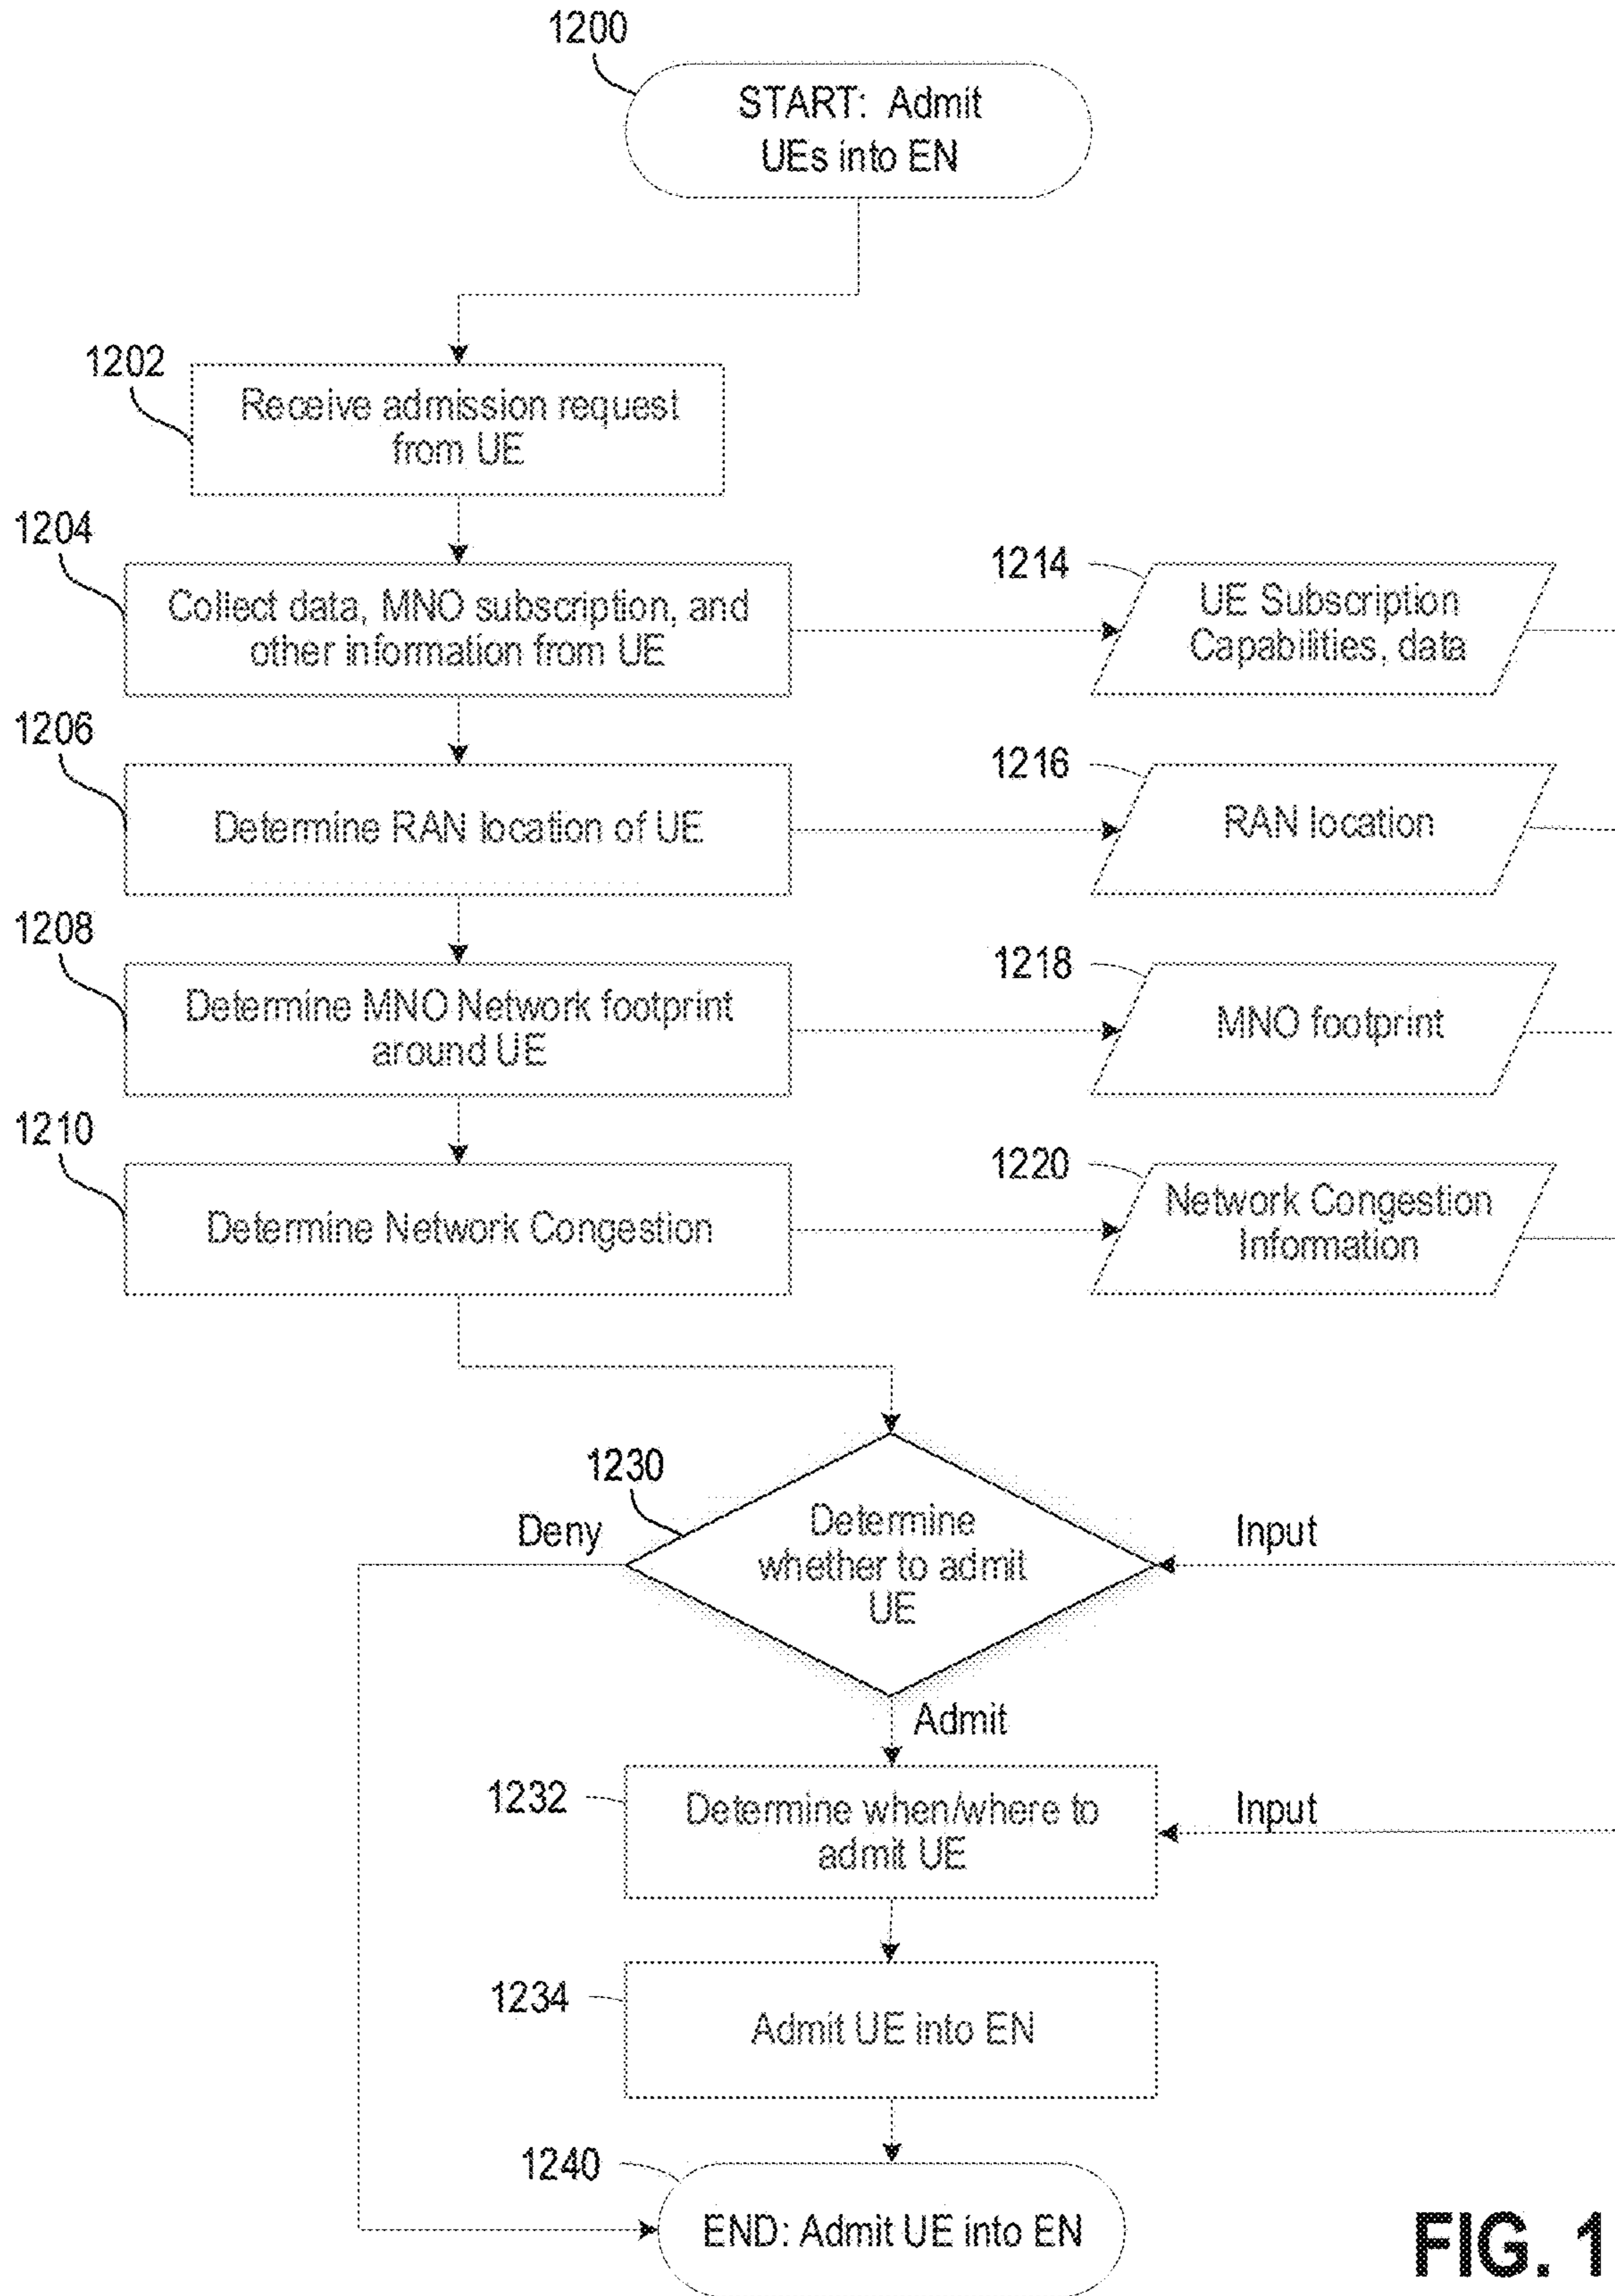 1200
START: Admit
UEs into EN
1202
Receive admission request
from UE
1204
Collect data, MNO subscription, and
other information from UE
1214
UE Subscription
Capabilities, data
1206
Determine RAN location of UE
1216
RAN location
1208
Determine MNO Network footprint
around UE
1218
MNO footprint
1210
Determine Network Congestion
1220
Network Congestion
Information
1230
Deny
Determine
whether to admit
UE
Input
Admit
1232
Determine when/where to
admit UE
Input
1234
Admit UE into EN
1240
END: Admit UE into EN
FIG. 1